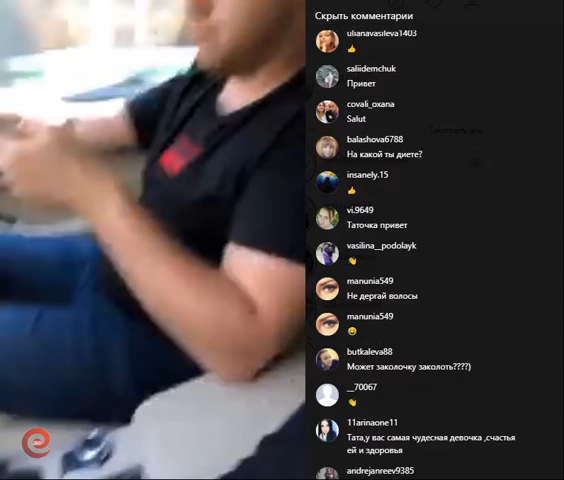 Скрыть комментарии
ulianavasileva1403
saliidemchuk
Привет
covali_oxana
Salut
balashova6788
На какой ты диете?
insanely.15
vi.9649
Таточка привет
vasilina__podolayk
manunia549
Не дергай волосы
manunia549
butkaleva88
Может заколочку заколоть????)
__70067
11arinaone11
Тата,у вас самая чудесная девочка ,счастья
ей и здоровья
andrejanreev9385